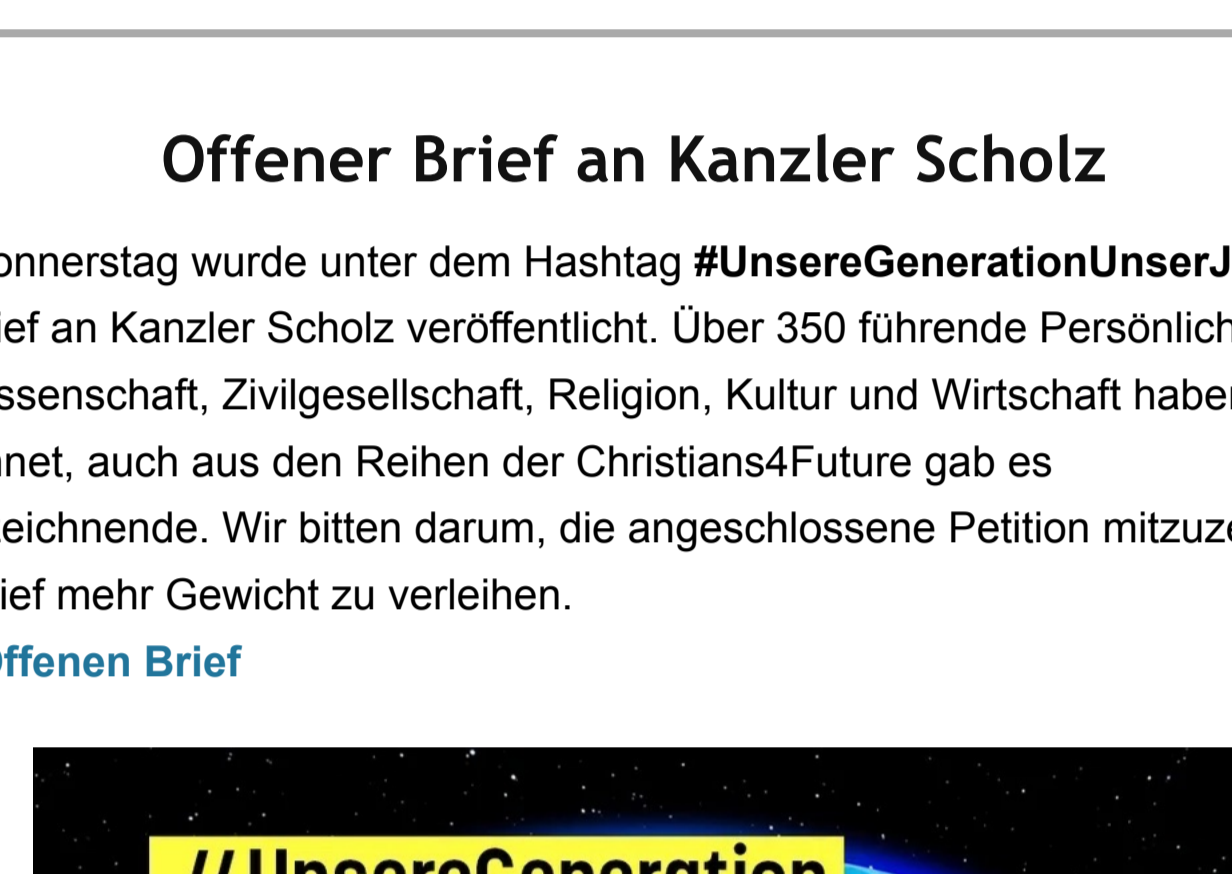 Offener Brief an Kanzler Scholz
onnerstag wurde unter dem Hashtag #UnsereGenerationUnserJ
ief an Kanzler Scholz veröffentlicht. Über 350 führende Persönlich
ssenschaft, Zivilgesellschaft, Religion, Kultur und Wirtschaft habe
net, auch aus den Reihen der Christians4Future gab es
eichnende. Wir bitten darum, die angeschlossene Petition mitzuze
ief mehr Gewicht zu verleihen.
ffenen Brief
#UnsereGeneration